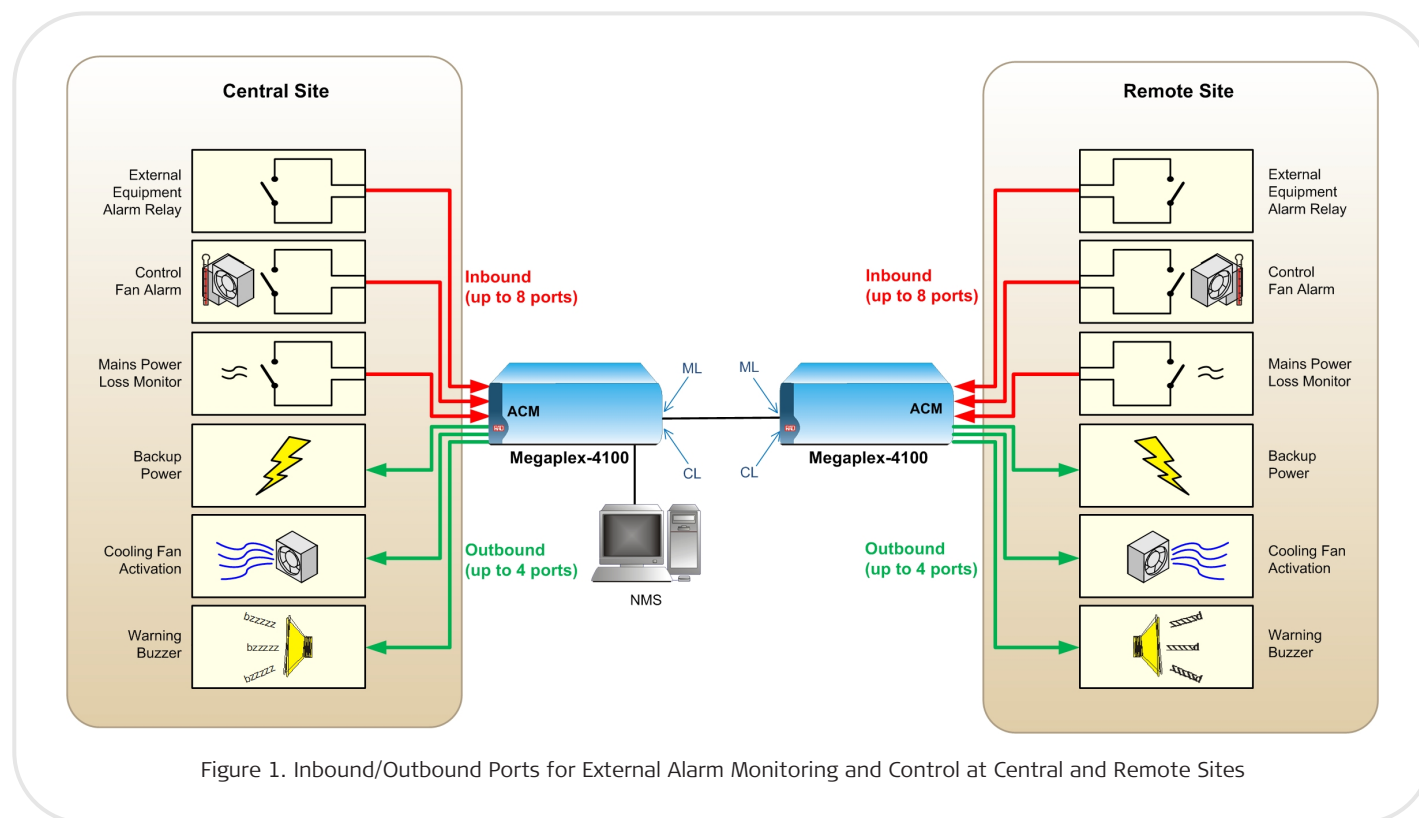 Central Site
External
Equipment
Alarm Relay
Control
Fan Alarm
Mains Power
Loss Monitor
Backup
Power
Cooling Fan
Activation
Warning
Buzzer
bzzzzz
bzzzzz
bzzzzz
Inbound
(up to 8 ports)
Outbound
(up to 4 ports)
ACM
RAD
Megaplex-4100
ML
CL
NMS
ML
CL
RAD
ACM
Megaplex-4100
Inbound
(up to 8 ports)
Outbound
(up to 4 ports)
Remote Site
External
Equipment
Alarm Relay
Control
Fan Alarm
Mains Power
Loss Monitor
Backup
Power
Cooling Fan
Activation
Warning
Buzzer
Figure 1. Inbound/Outbound Ports for External Alarm Monitoring and Control at Central and Remote Sites